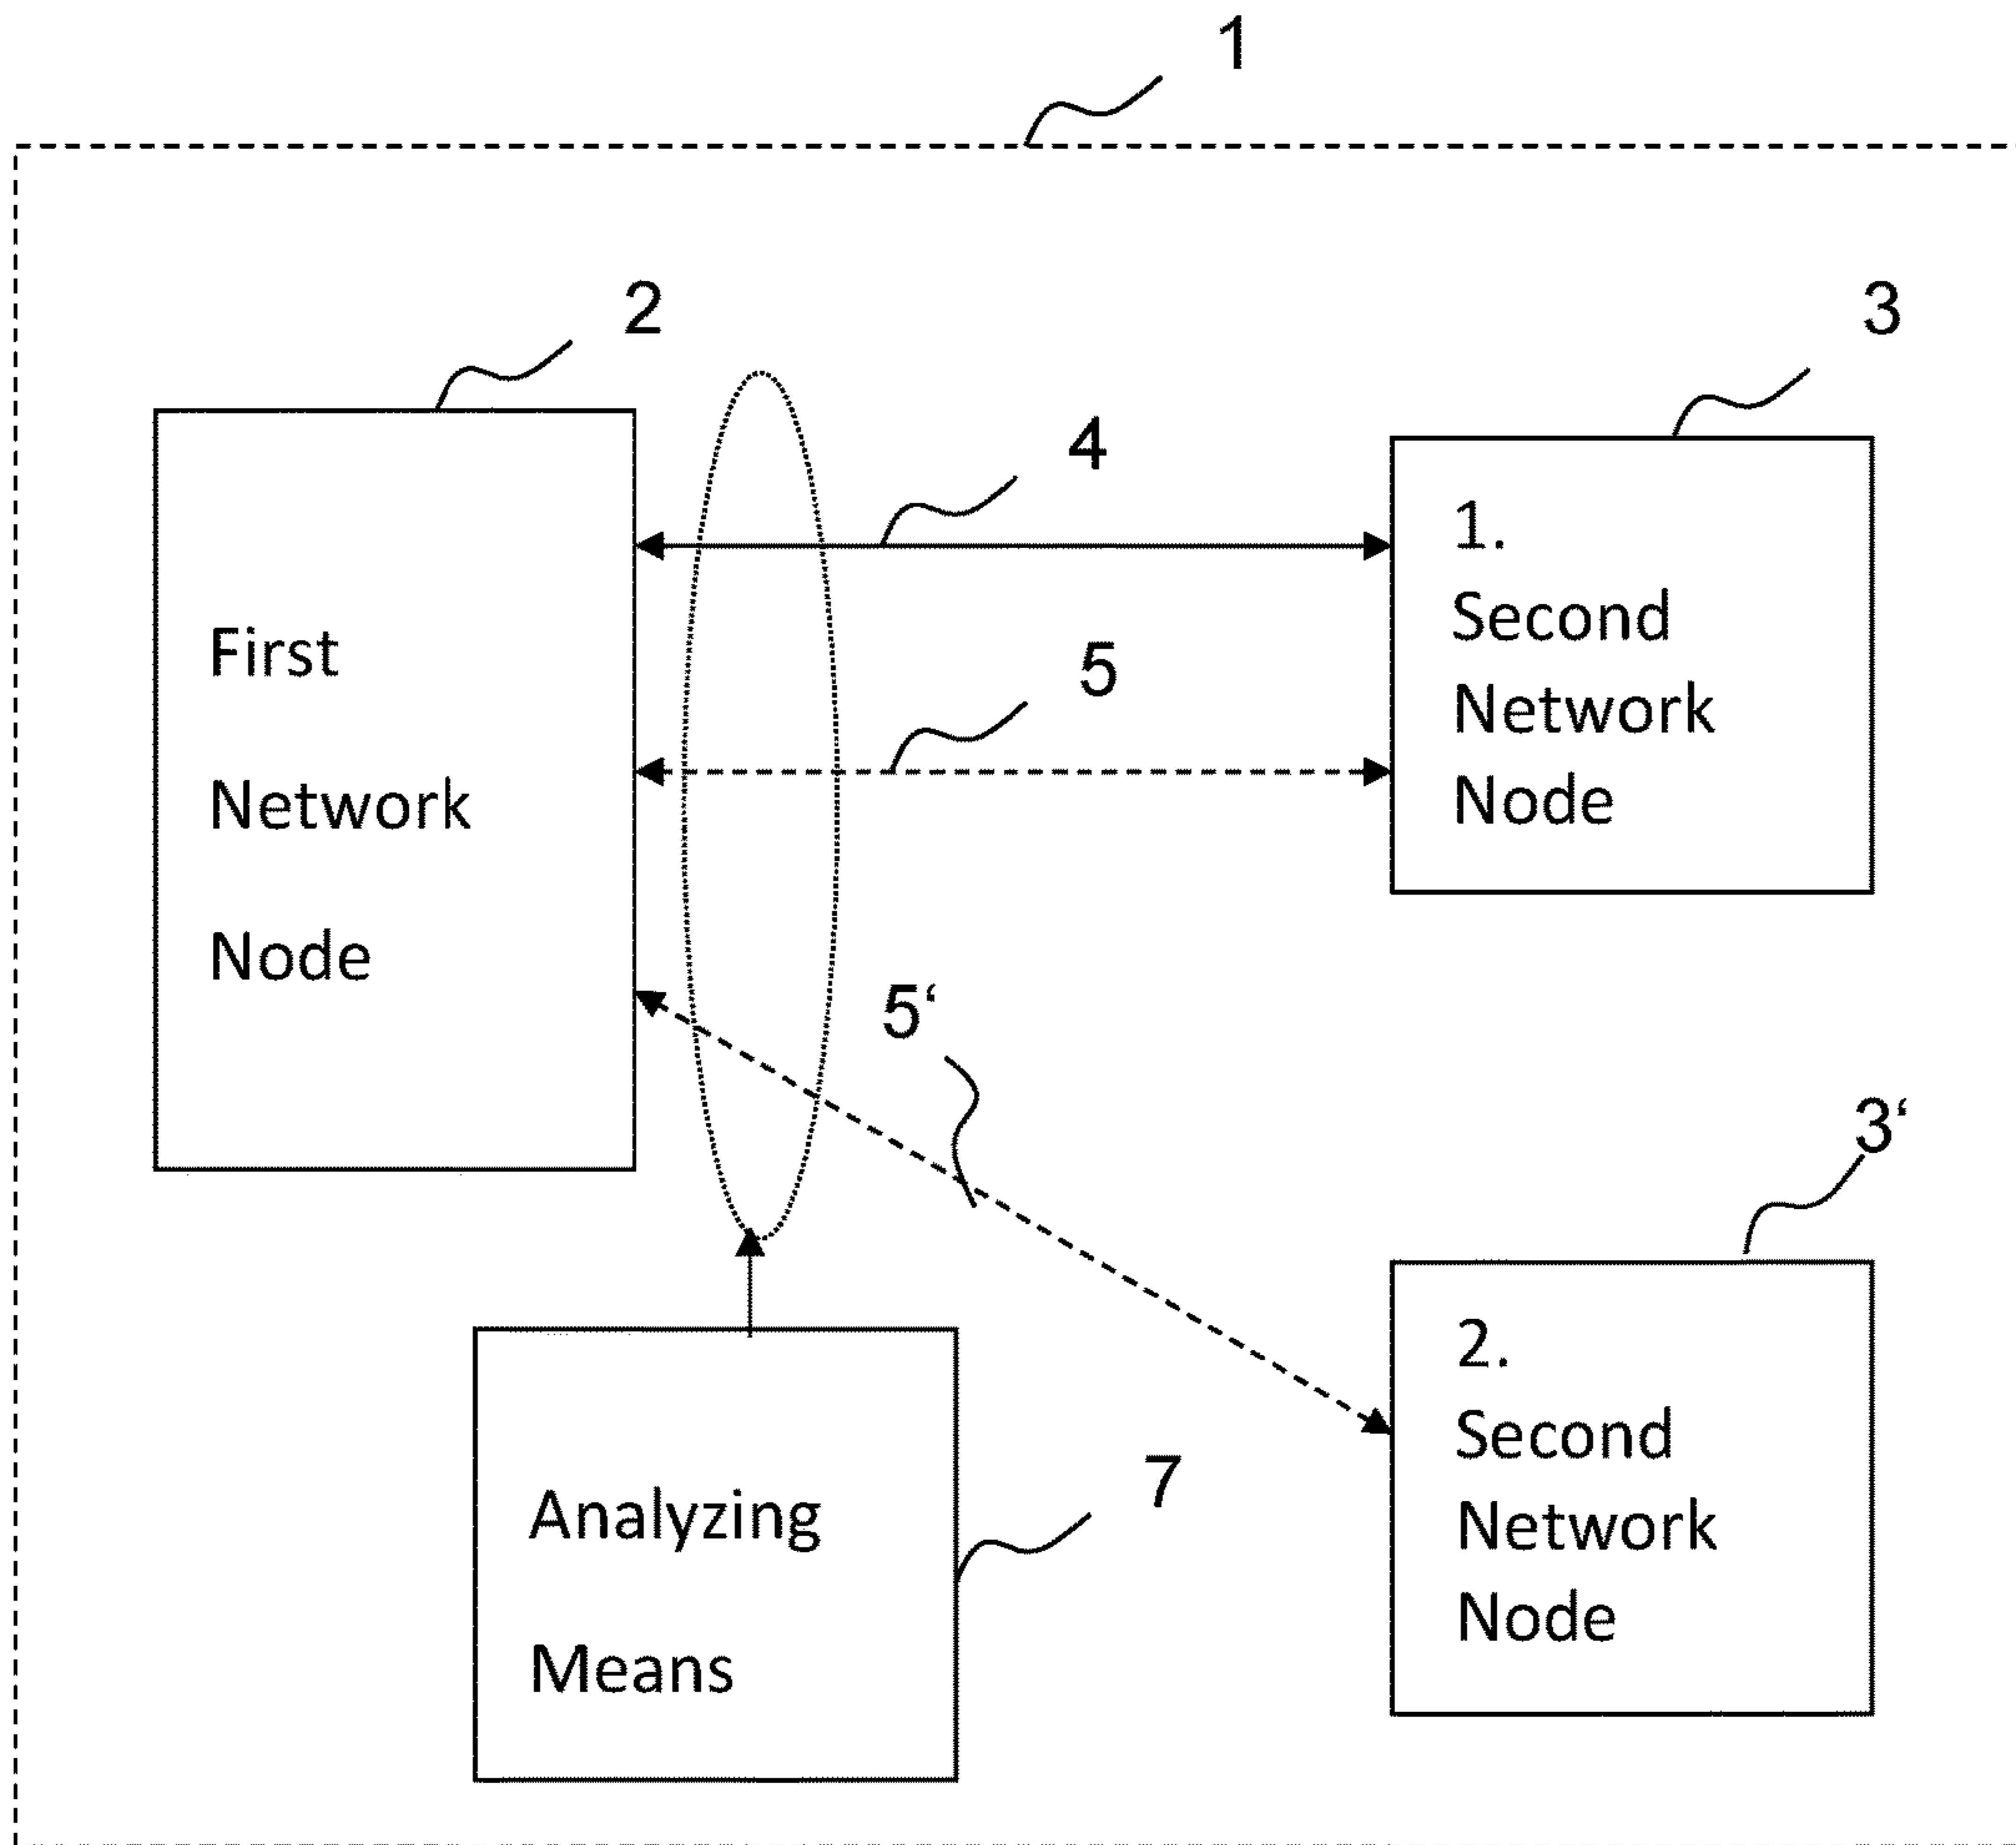 1
2
3
4
1.
Second
Network
Node
5
First
Network
Node
5‘
3‘
2.
Second
Network
Node
7
Analyzing
Means